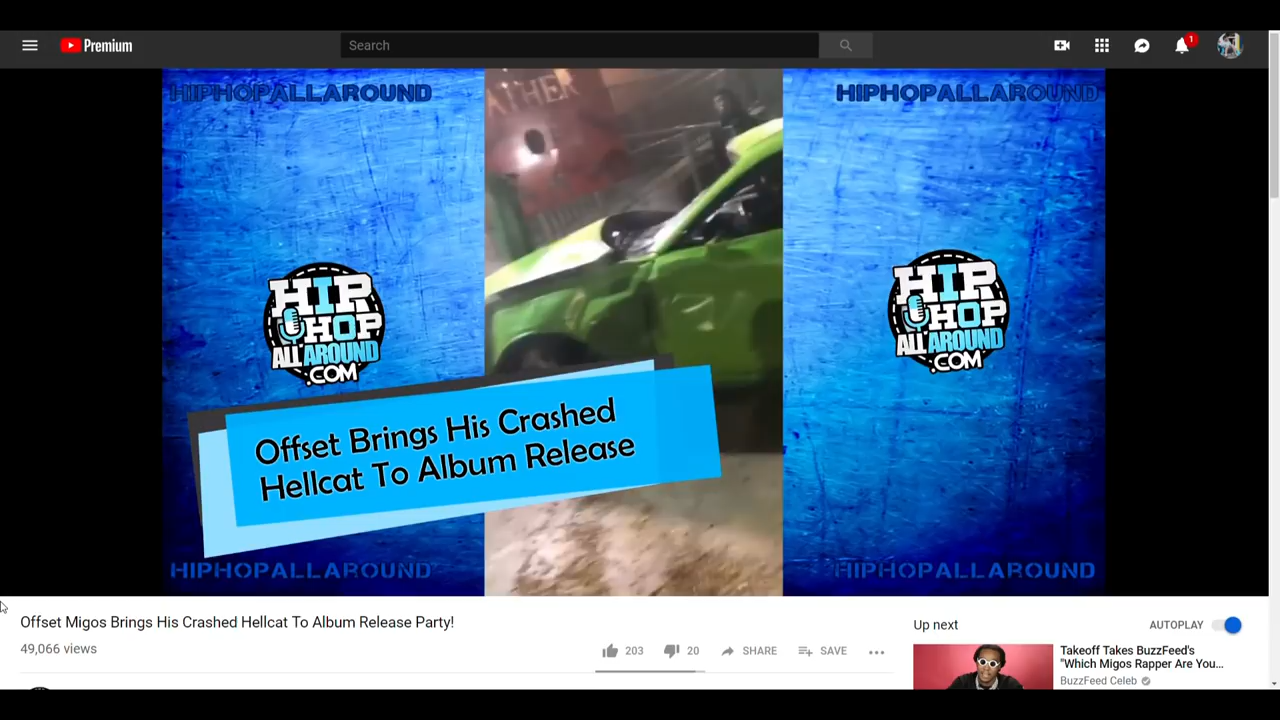 Premium
Search
1
HIPHOPALLAROUND
HIPHOPALLAROUND
HIP
HOP
ALL AROUND
.COM
HIP
HOP
ALL AROUND
.COM
Offset Brings His Crashed
Hellcat To Album Release
HIPHOPALLAROUND
HIPHOPALLAROUND
Offset Migos Brings His Crashed Hellcat To Album Release Party!
49,066 views
203
20
SHARE
SAVE
Up next
AUTOPLAY
Takeoff Takes BuzzFeed's
"Which Migos Rapper Are You...
BuzzFeed Celeb